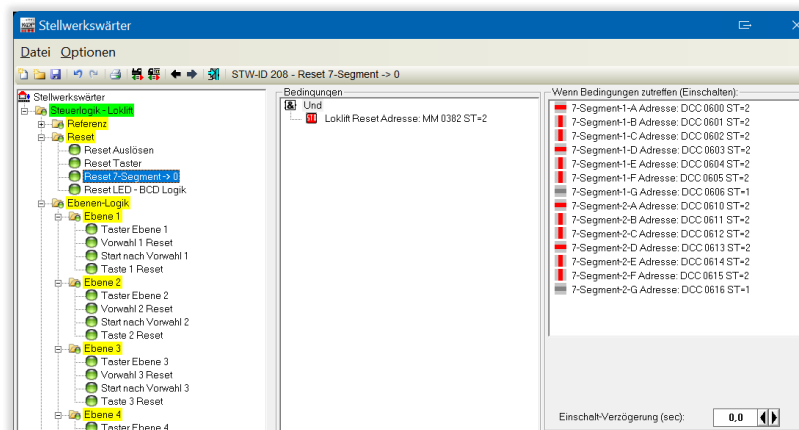 Stellwerkswärter
Datei Optionen
STW-ID 208 - Reset 7-Segment -> 0
Stellwerkswärter
Steuerlogik - Loklift
Referenz
Reset
Reset Auslösen
Reset Taster
Reset 7-Segment -> 0
Reset LED - BCD Logik
Ebenen-Logik
Ebene 1
Taster Ebene 1
Vorwahl 1 Reset
Start nach Vorwahl 1
Taste 1 Reset
Ebene 2
Taster Ebene 2
Vorwahl 2 Reset
Start nach Vorwahl 2
Taste 2 Reset
Ebene 3
Taster Ebene 3
Vorwahl 3 Reset
Start nach Vorwahl 3
Taste 3 Reset
Ebene 4
Taster Ebene 4
Bedingungen
& Und
Loklift Reset Adresse: MM 0382 ST=2
Wenn Bedingungen zutreffen (Einschalten):
7-Segment-1-A Adresse: DCC 0600 ST=2
7-Segment-1-B Adresse: DCC 0601 ST=2
7-Segment-1-C Adresse: DCC 0602 ST=2
7-Segment-1-D Adresse: DCC 0603 ST=2
7-Segment-1-E Adresse: DCC 0604 ST=2
7-Segment-1-F Adresse: DCC 0605 ST=2
7-Segment-1-G Adresse: DCC 0606 ST=1
7-Segment-2-A Adresse: DCC 0610 ST=2
7-Segment-2-B Adresse: DCC 0611 ST=2
7-Segment-2-C Adresse: DCC 0612 ST=2
7-Segment-2-D Adresse: DCC 0613 ST=2
7-Segment-2-E Adresse: DCC 0614 ST=2
7-Segment-2-F Adresse: DCC 0615 ST=2
7-Segment-2-G Adresse: DCC 0616 ST=1
Einschalt-Verzögerung (sec): 0,0